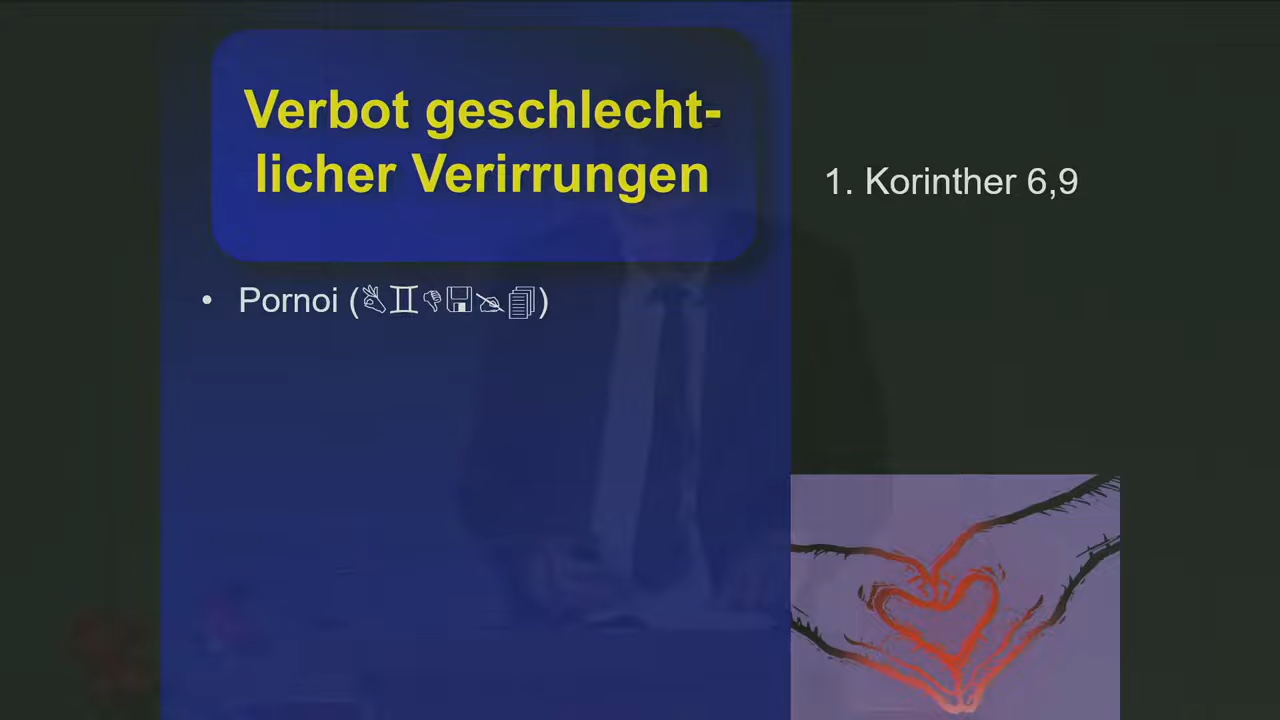 Verbot geschlecht-
licher Verirrungen
1. Korinther 6,9
• Pornoi (👌︎♊︎👎︎💾︎✍︎🗐︎)